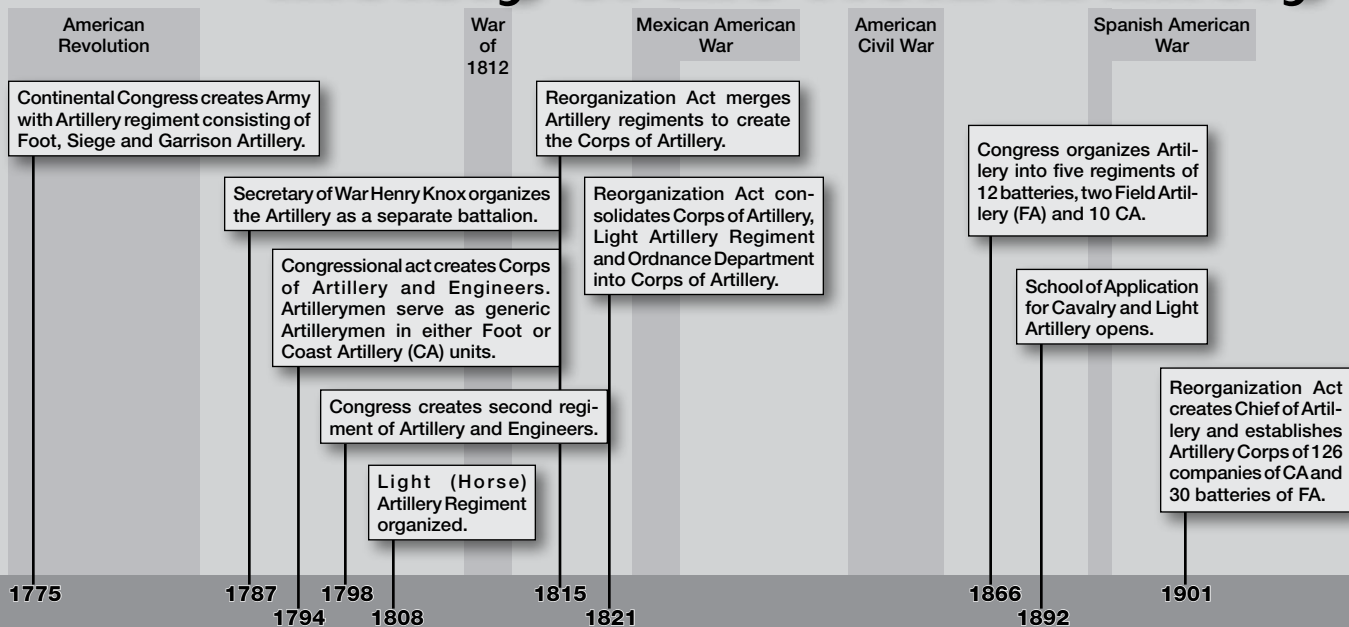 American
Revolution
War
of
1812
Mexican American
War
American
Civil War
Spanish American
War
Continental Congress creates Army
with Artillery regiment consisting of
Foot, Siege and Garrison Artillery.
Secretary of War Henry Knox organizes
the Artillery as a separate battalion.
Congressional act creates Corps
of Artillery and Engineers.
Artillerymen serve as generic
Artillerymen in either Foot or
Coast Artillery (CA) units.
Congress creates second regi-
ment of Artillery and Engineers.
Light (Horse)
Artillery Regiment
organized.
Reorganization Act merges
Artillery regiments to create
the Corps of Artillery.
Reorganization Act con-
solidates Corps of Artillery,
Light Artillery Regiment
and Ordnance Department
into Corps of Artillery.
Congress organizes Artil-
lery into five regiments of
12 batteries, two Field Artil-
lery (FA) and 10 CA.
School of Application
for Cavalry and Light
Artillery opens.
Reorganization Act
creates Chief of Artil-
lery and establishes
Artillery Corps of 126
companies of CA and
30 batteries of FA.
1775
1787
1794
1798
1808
1815
1821
1866
1892
1901